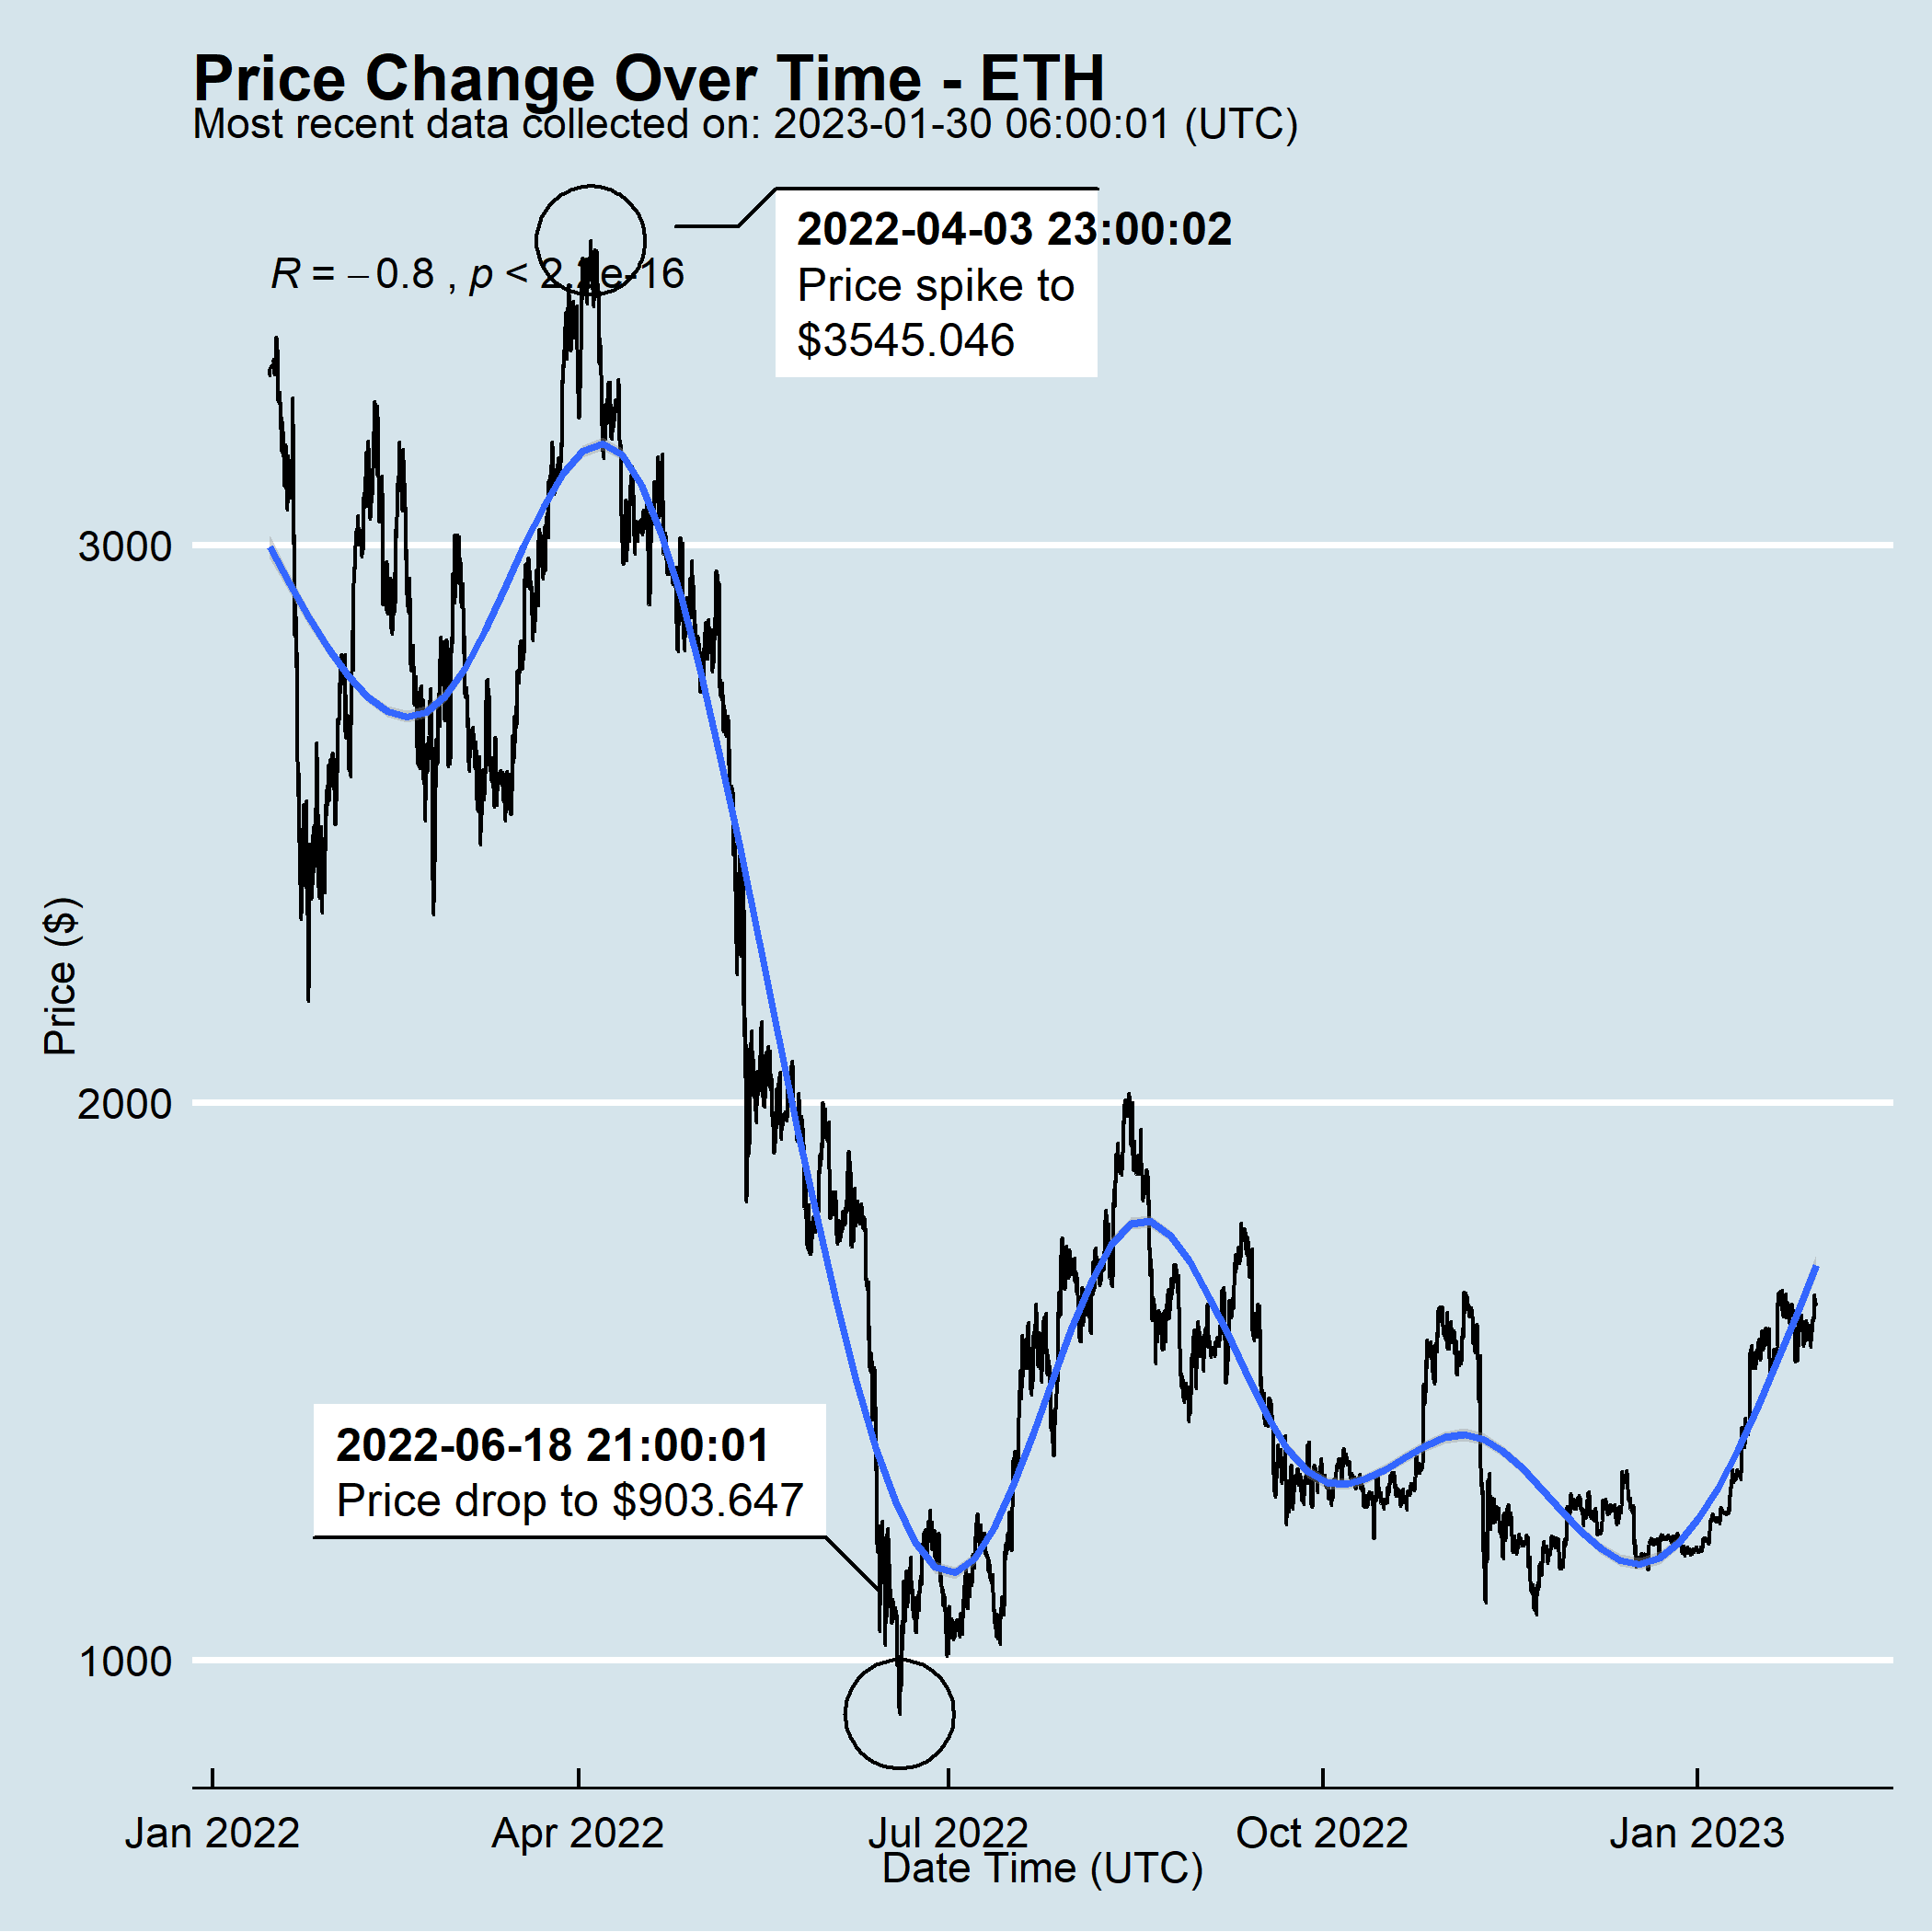 Price Change Over Time - ETH
Most recent data collected on: 2023-01-30 06:00:01 (UTC)
2022-04-03 23:00:02
Price spike to
$3545.046
R = −0.8 , p < 2.2e-16
3000
2000
1000
Price ($)
2022-06-18 21:00:01
Price drop to $903.647
Jan 2022
Apr 2022
Jul 2022
Oct 2022
Jan 2023
Date Time (UTC)